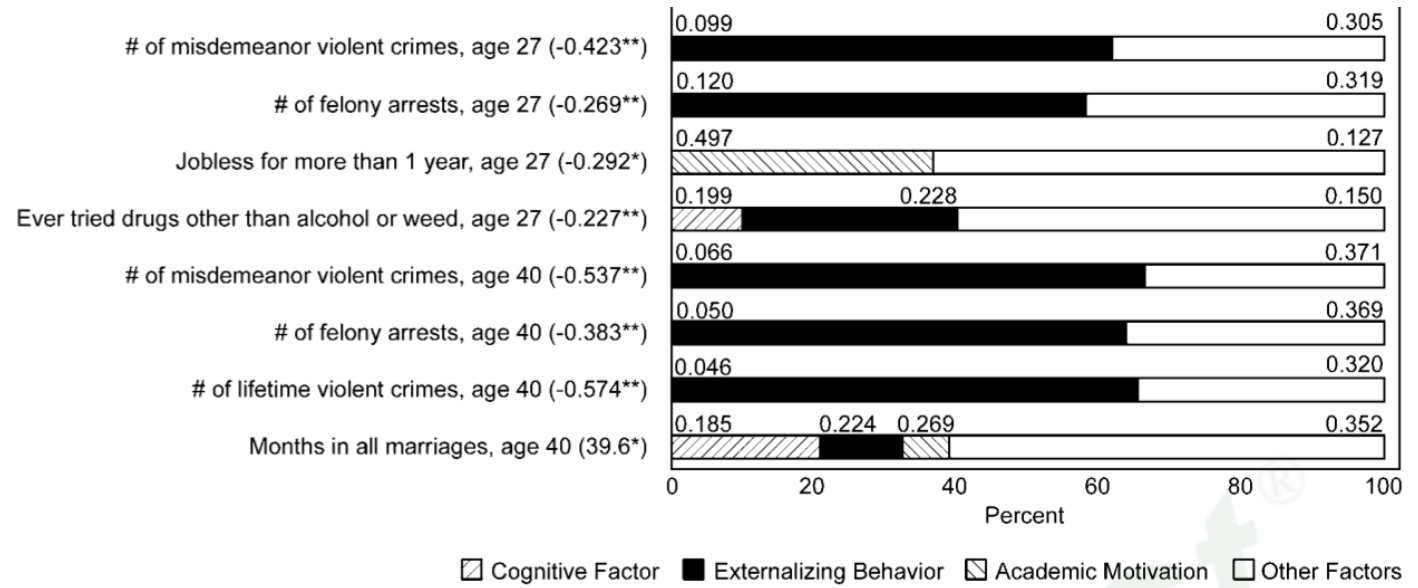 0.099 0.305
# of misdemeanor violent crimes, age 27 (-0.423**)
0.120 0.319
# of felony arrests, age 27 (-0.269**)
0.497 0.127
Jobless for more than 1 year, age 27 (-0.292*)
0.199 0.228 0.150
Ever tried drugs other than alcohol or weed, age 27 (-0.227**)
0.066 0.371
# of misdemeanor violent crimes, age 40 (-0.537**)
0.050 0.369
# of felony arrests, age 40 (-0.383**)
0.046 0.320
# of lifetime violent crimes, age 40 (-0.574**)
0.185 0.224 0.269 0.352
Months in all marriages, age 40 (39.6*)
0 20 40 60 80 100
Percent
Cognitive Factor Externalizing Behavior Academic Motivation Other Factors